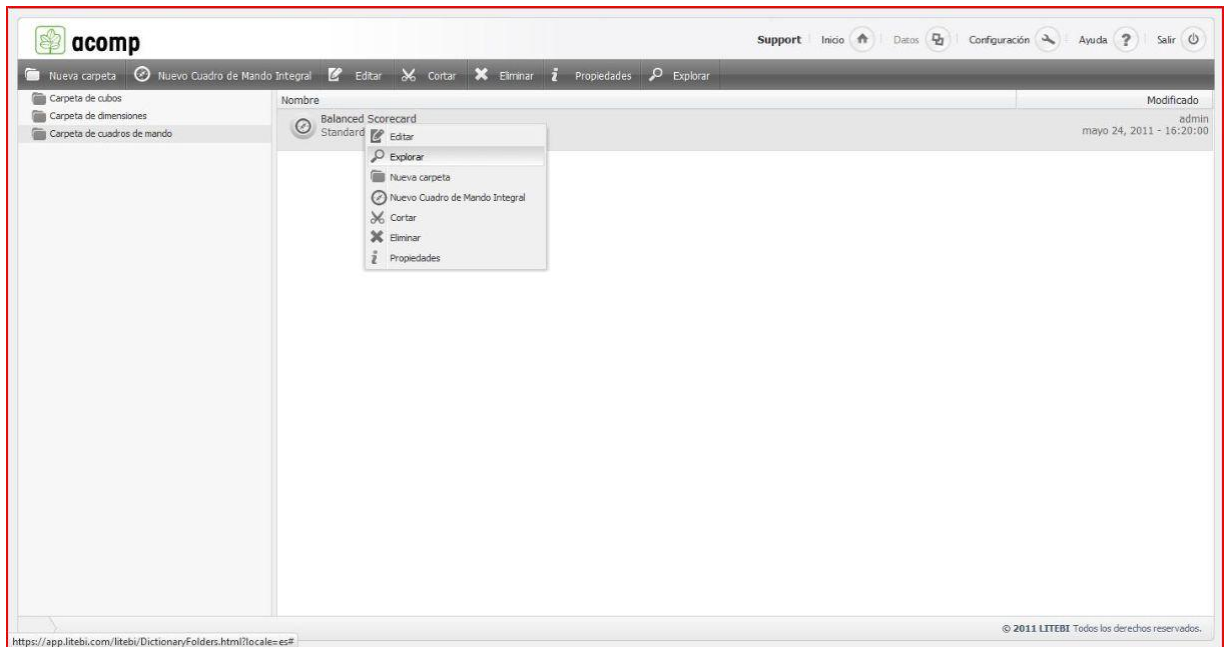 acomp
Support Inicio Datos Configuración Ayuda ? Salir
Nueva carpeta Nuevo Cuadro de Mando Integral Editar Cortar Eliminar Propiedades Explorar
Carpeta de cubos
Carpeta de dimensiones
Carpeta de cuadros de mando
Nombre Modificado
Balanced Scorecard admin
Standard mayo 24, 2011 - 16:20:00
Editar
Explorar
Nueva carpeta
Nuevo Cuadro de Mando Integral
Cortar
Eliminar
Propiedades
© 2011 LITEBI Todos los derechos reservados.
https://app.litebi.com/litebi/DictionaryFolders.html?locale=es#